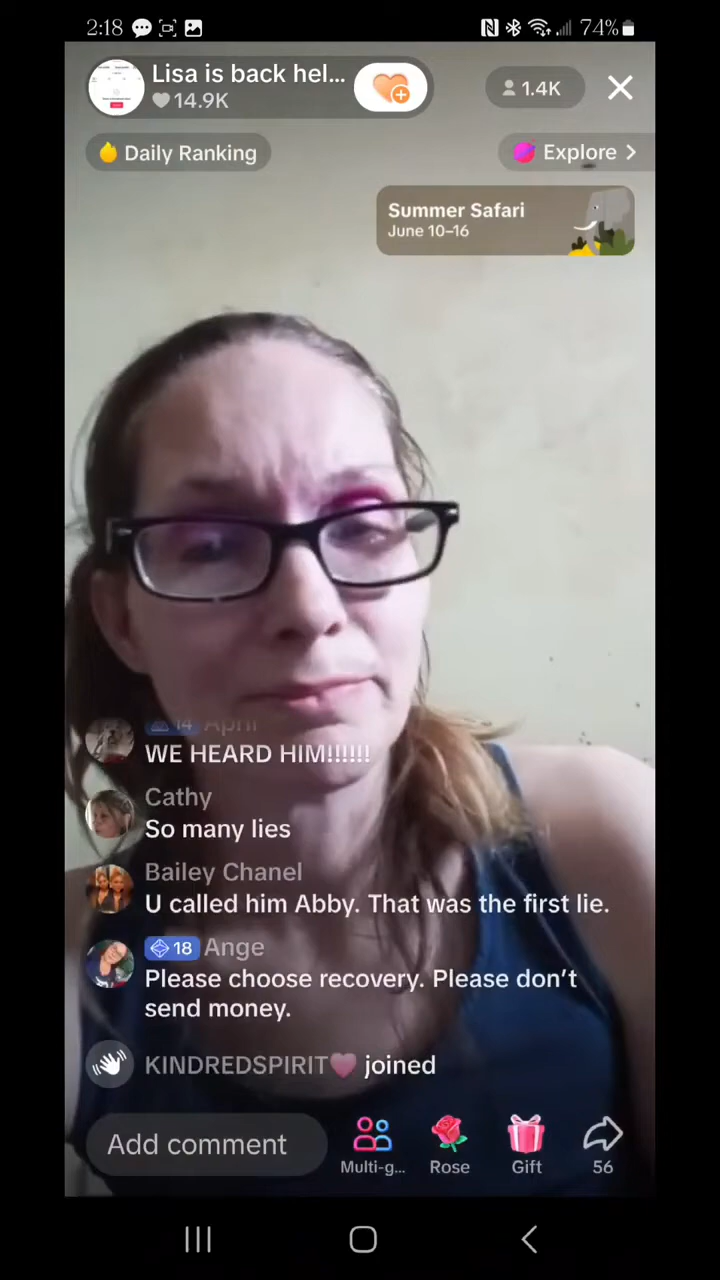 2:18
74%
Lisa is back hel...
14.9K
1.4K
Daily Ranking
Explore >
Summer Safari
June 10–16
14 April
WE HEARD HIM!!!!!!
Cathy
So many lies
Bailey Chanel
U called him Abby. That was the first lie.
18 Ange
Please choose recovery. Please don't
send money.
KINDREDSPIRIT🩷 joined
Add comment
Multi-g...
Rose
Gift
56